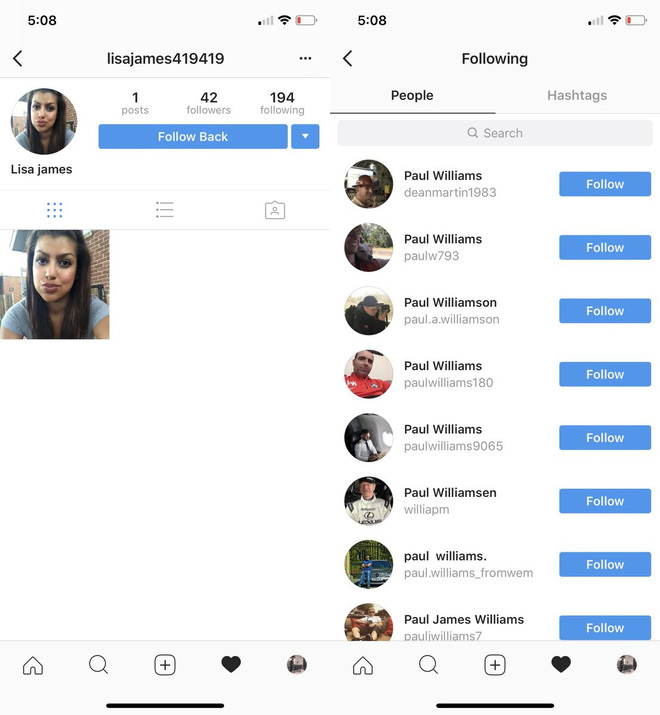 5:08
lisajames419419
1 42 194
posts followers following
Follow Back
Lisa james
5:08
Following
People Hashtags
Search
Paul Williams
deanmartin1983
Follow
Paul Williams
paulw793
Follow
Paul Williamson
paul.a.williamson
Follow
Paul Williams
paulwilliams180
Follow
Paul Williams
paulwilliams9065
Follow
Paul Williamsen
williapm
Follow
paul williams.
paul.williams_fromwem
Follow
Paul James Williams
pauljwilliams7
Follow